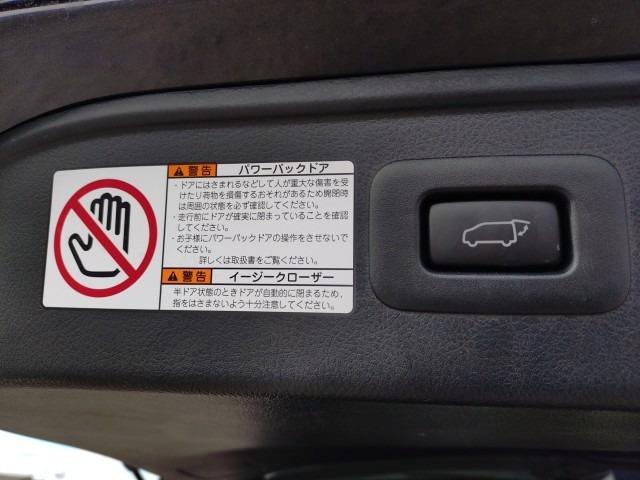 警告 パワーバックドア
・ドアにはさまれるなどして人が重大な傷害を受
けたり荷物を損傷するおそれがあるため開閉時
は周囲の状態を必ず確認してください。
・走行前にドアが確実に閉まっていることを確認
してください。
・お子様にパワーバックドアの操作をさせないで
ください。
詳しくは取扱書をご覧ください。
警告 イージークローザー
半ドア状態のときドアが自動的に閉まるため、
指をはさまないよう十分注意してください。